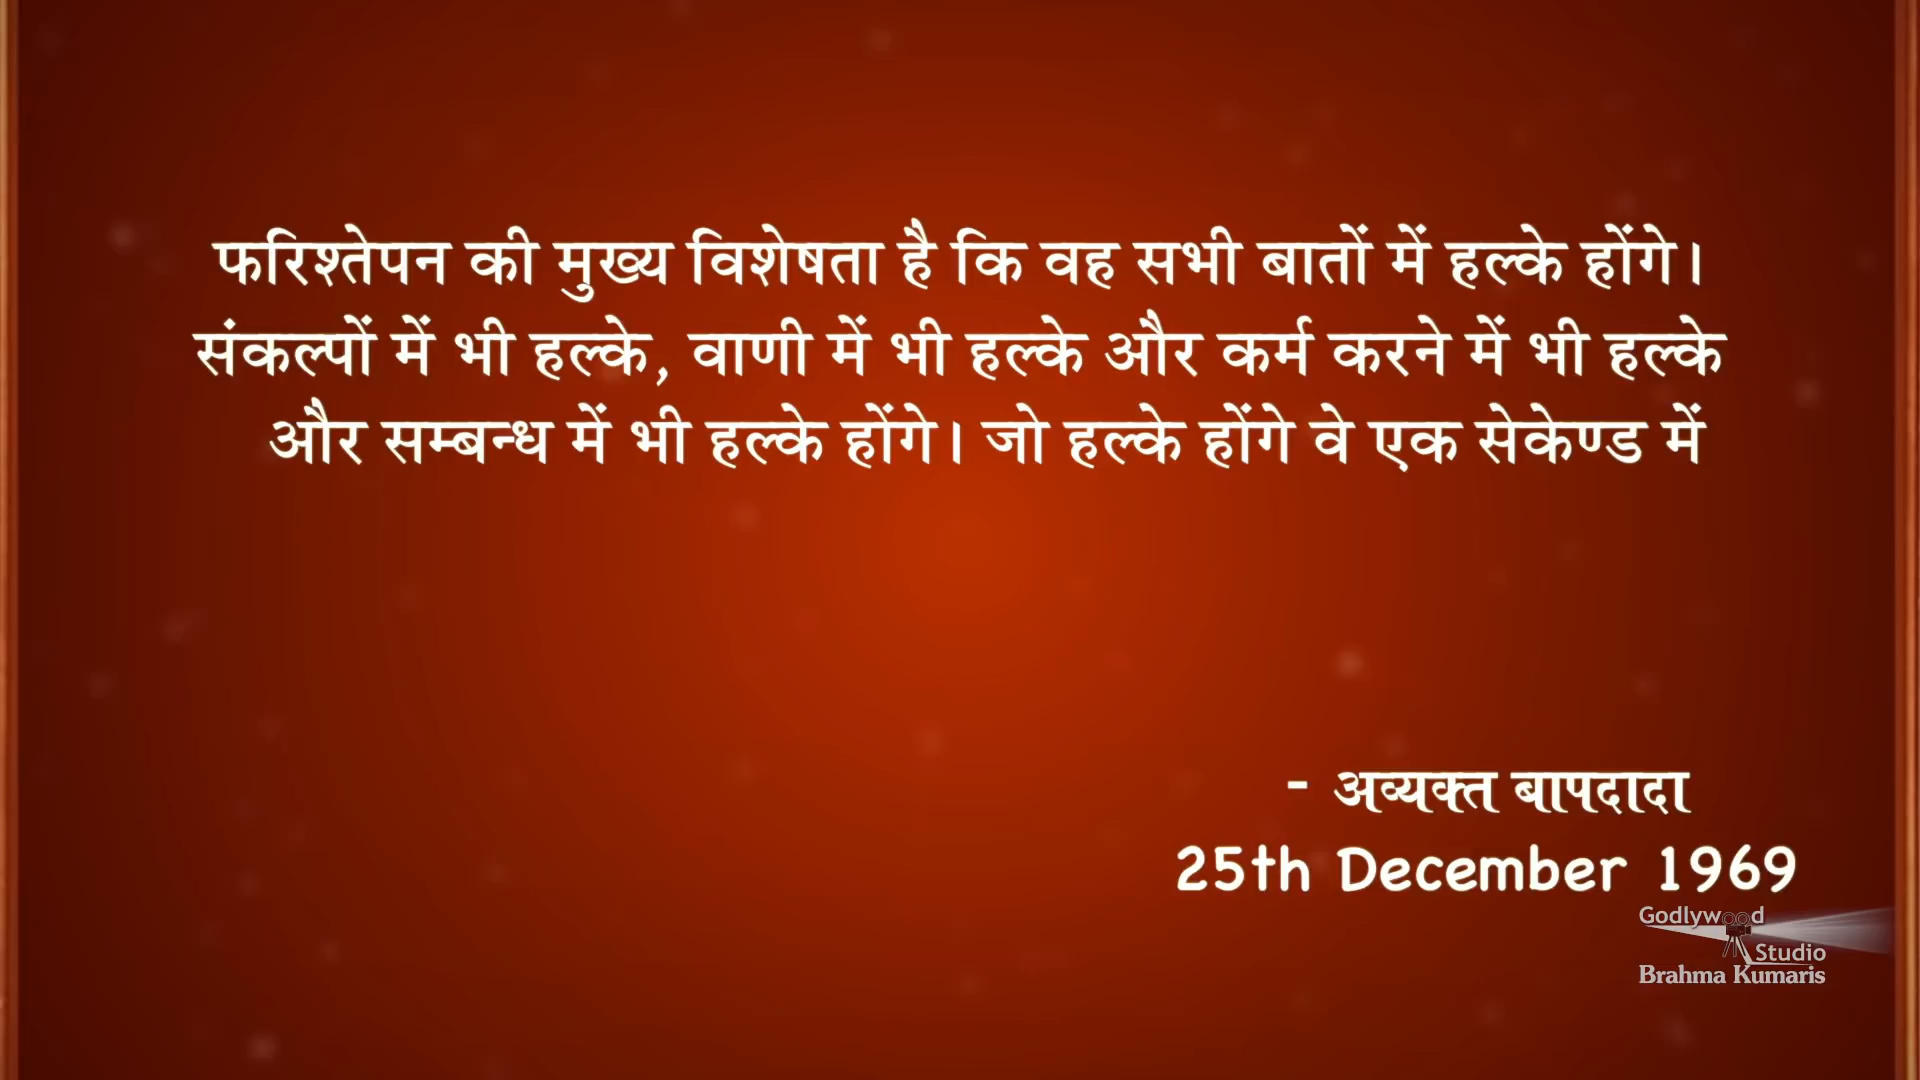 फरिश्तेपन की मुख्य विशेषता है कि वह सभी बातों में हल्के होंगे।
संकल्पों में भी हल्के, वाणी में भी हल्के और कर्म करने में भी हल्के
और सम्बन्ध में भी हल्के होंगे। जो हल्के होंगे वे एक सेकेण्ड में
- अव्यक्त बापदादा
25th December 1969
Godlywood
Studio
Brahma Kumaris